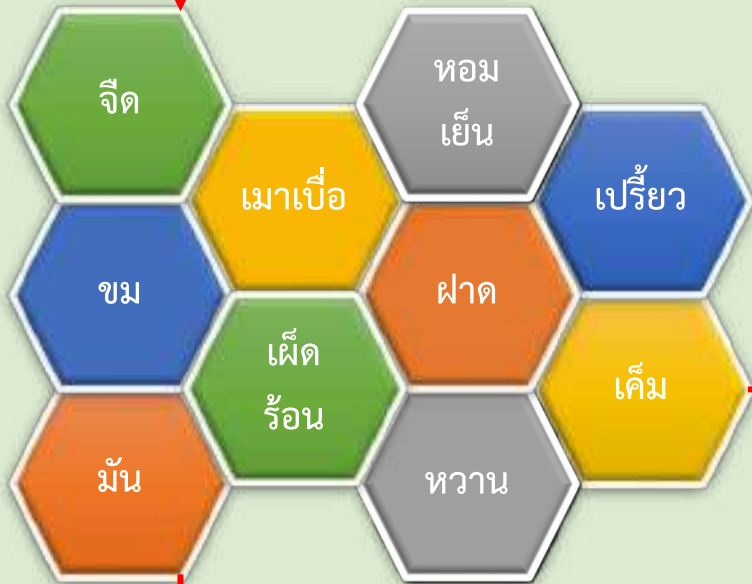 จืด
หอม
เย็น
เมาเบื่อ
เปรี้ยว
ขม
ฝาด
เผ็ด
ร้อน
เค็ม
มัน
หวาน